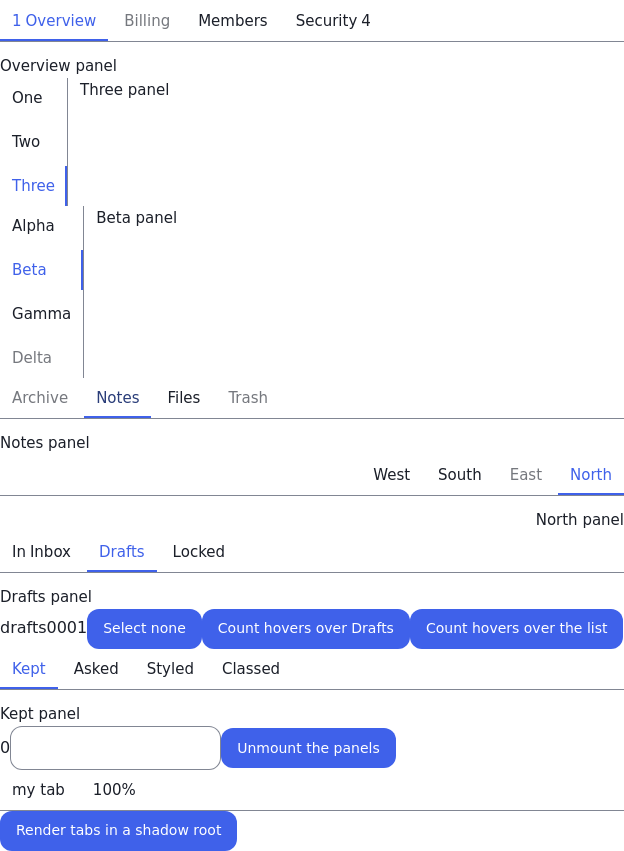 1 Overview Billing Members Security 4
Overview panel
One Three panel
Two
Three
Alpha Beta panel
Beta
Gamma
Delta
Archive Notes Files Trash
Notes panel
West South East North
North panel
In Inbox Drafts Locked
Drafts panel
drafts0001 Select none Count hovers over Drafts Count hovers over the list
Kept Asked Styled Classed
Kept panel
0 Unmount the panels
my tab 100%
Render tabs in a shadow root